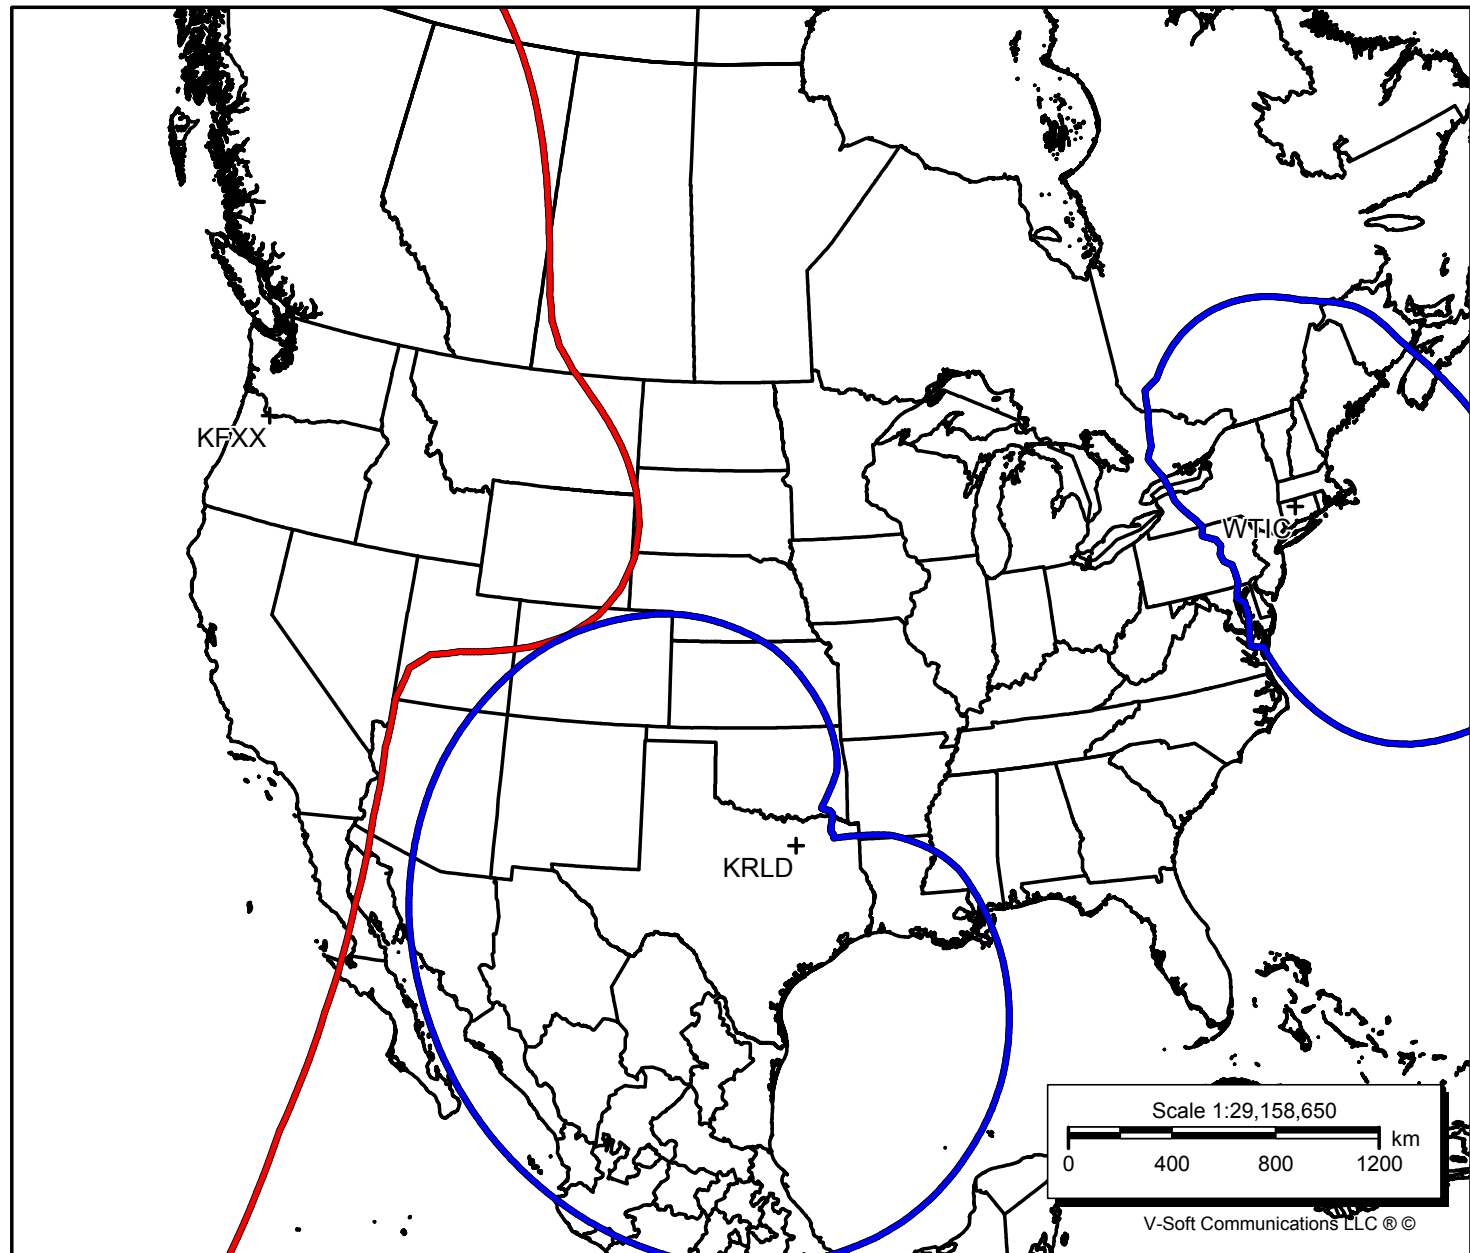 KFXX
WTIC
KRLD
Scale 1:29,158,650
km
0 400 800 1200
V-Soft Communications LLC ® ©